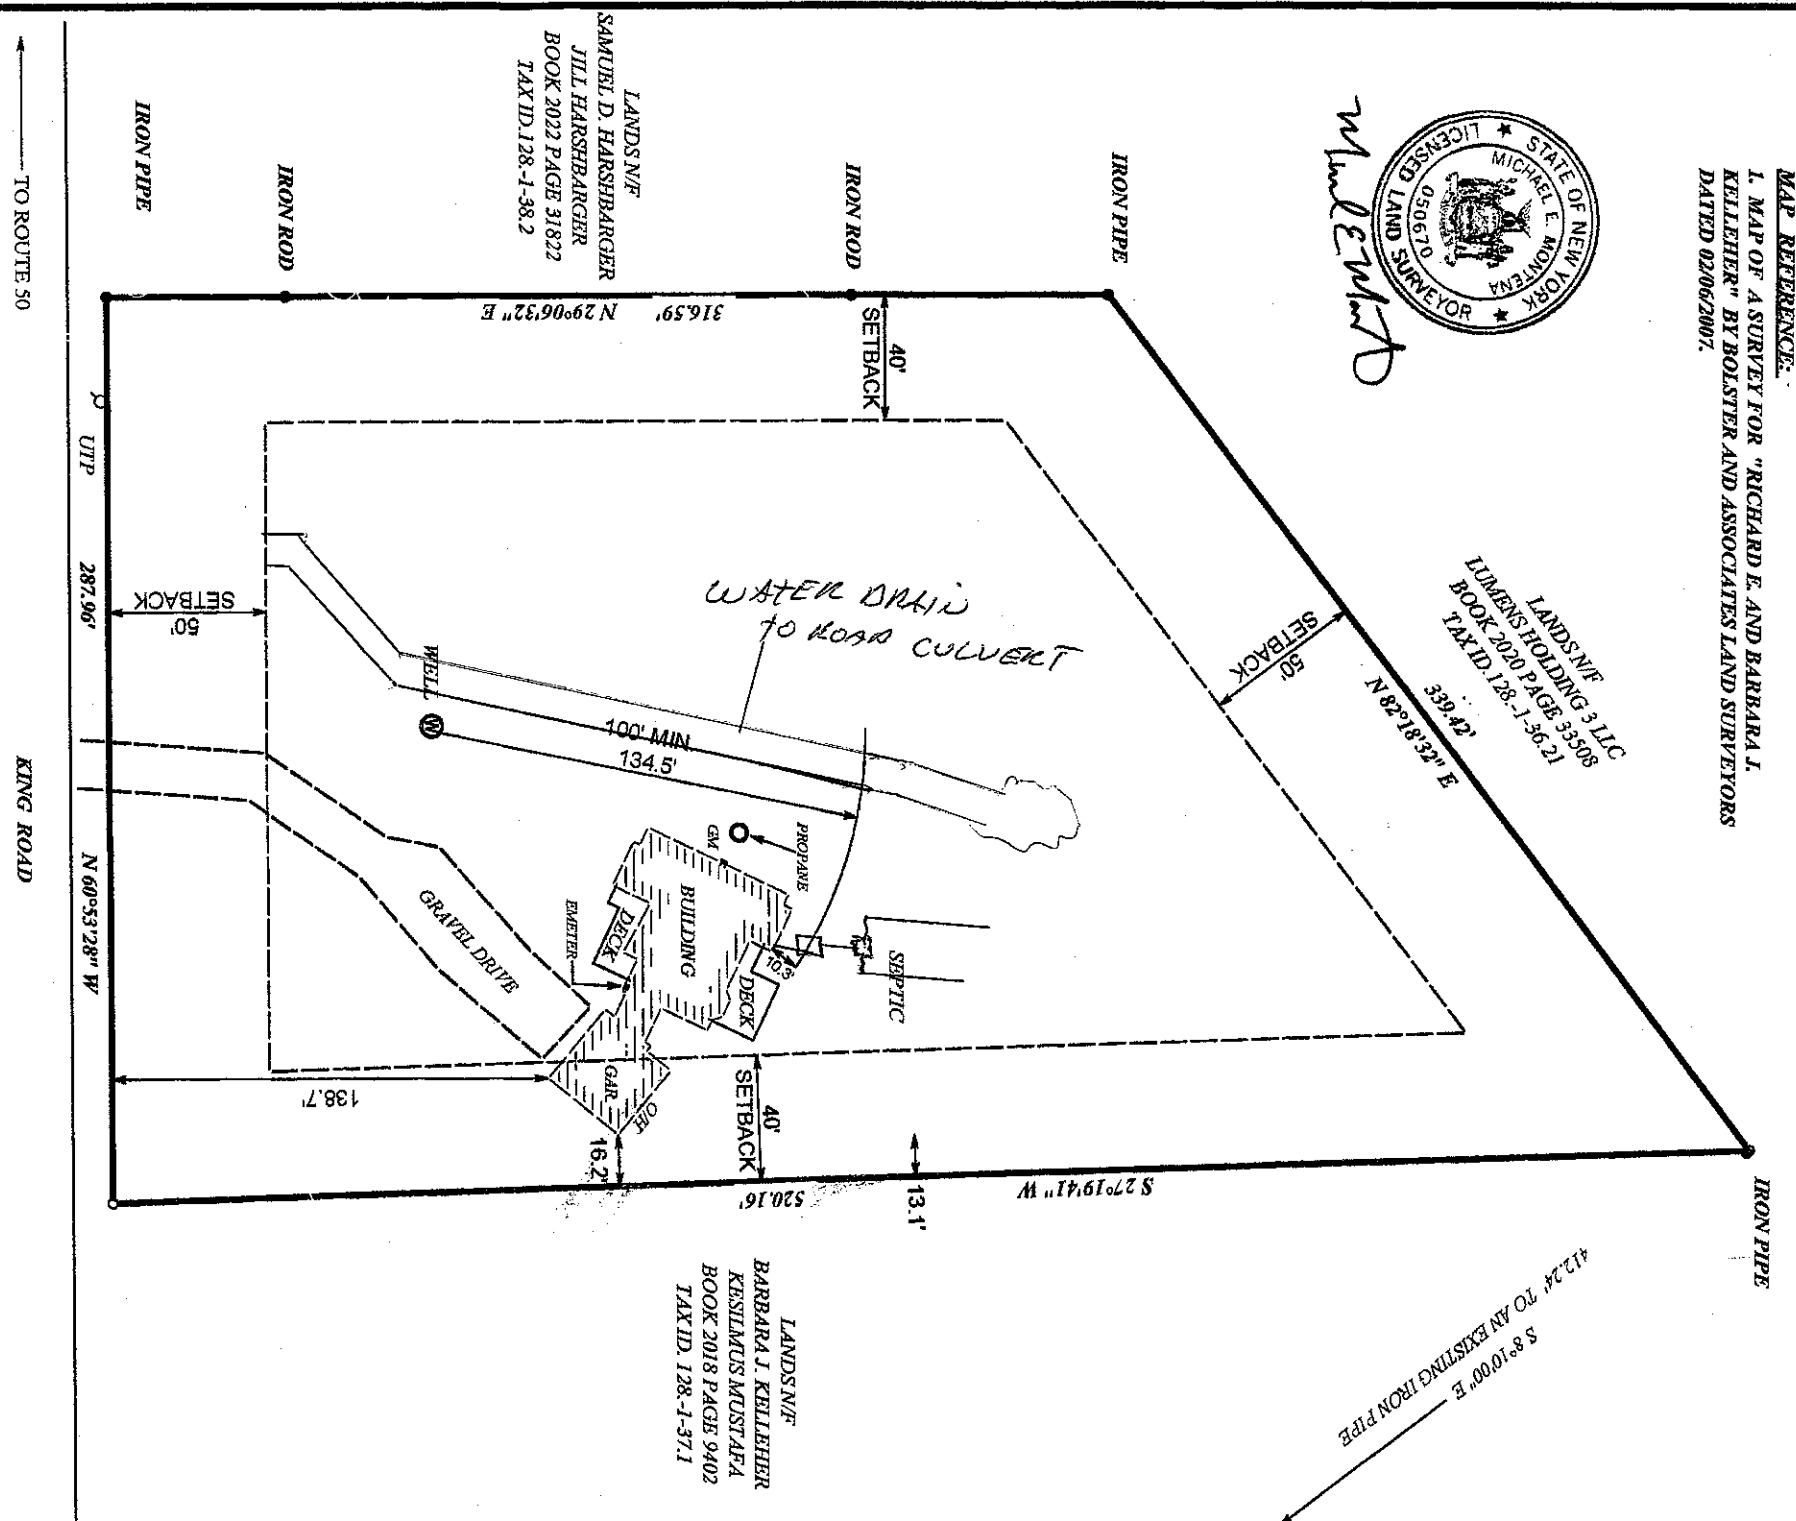 MAP REFERENCE:
1. MAP OF A SURVEY FOR "RICHARD E. AND BARBARA J.
KELLEHER" BY BOLSTER AND ASSOCIATES LAND SURVEYORS
DATED 02/06/2007.
STATE OF NEW YORK
MICHAEL E. MONTENA
050670
LICENSED LAND SURVEYOR
LANDS N/F
SAMUEL D. HARSHBARGER
JILL HARSHBARGER
BOOK 2022 PAGE 31822
TAX ID.128.-1-38.2
IRON PIPE
IRON ROD
IRON ROD
IRON PIPE
316.59' N 29°06'32" E
40'
SETBACK
LANDS N/F
LUMENS HOLDING 3 LLC
BOOK 2020 PAGE 33508
TAX ID.128.-1-36.21
339.42'
N 82°18'32" E
50'
SETBACK
WATER DRAIN
TO ROAD CULVERT
WELL
W
100' MIN
134.5'
PROPANE
GM
BUILDING
DECK
EMETER
DECK
10.3'
SEPTIC
GRAVEL DRIVE
GAR.
O/H
138.7'
16.2'
40'
SETBACK
13.1'
520.16'
S 27°19'41" W
IRON PIPE
412.24' TO AN EXISTING IRON PIPE
S 8°10'00" E
LANDS N/F
BARBARA J. KELLEHER
KESILMUS MUSTAFA
BOOK 2018 PAGE 9402
TAX ID. 128.-1-37.1
50'
SETBACK
U/P
287.96'
N 60°53'28" W
TO ROUTE 50
KING ROAD